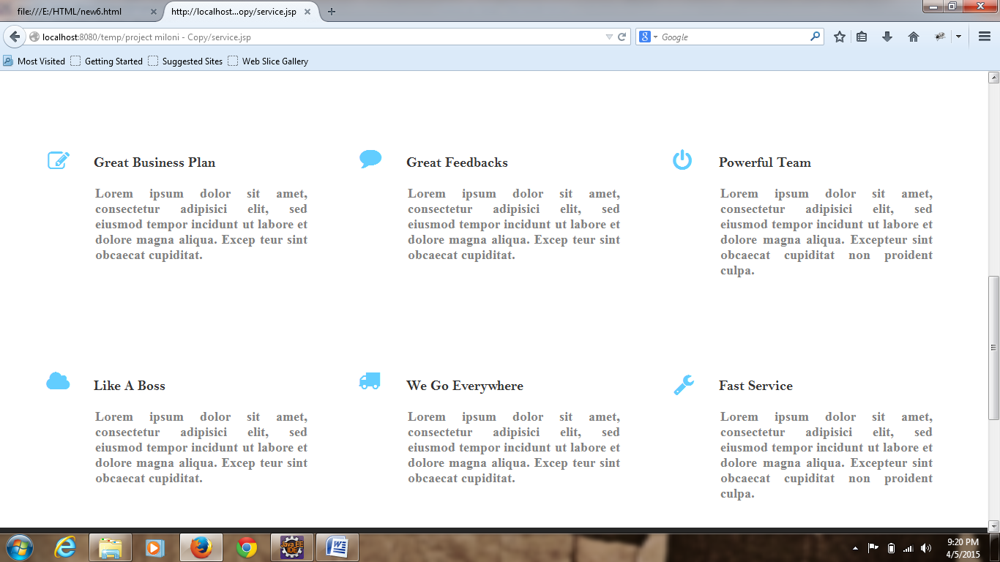 file:///E:/HTML/new6.html
http://localhost...opy/service.jsp
localhost:8080/temp/project miloni - Copy/service.jsp
Google
Most Visited
Getting Started
Suggested Sites
Web Slice Gallery
Great Business Plan
Lorem ipsum dolor sit amet,
consectetur adipisici elit, sed
eiusmod tempor incidunt ut labore et
dolore magna aliqua. Excep teur sint
obcaecat cupiditat.
Great Feedbacks
Lorem ipsum dolor sit amet,
consectetur adipisici elit, sed
eiusmod tempor incidunt ut labore et
dolore magna aliqua. Excep teur sint
obcaecat cupiditat.
Powerful Team
Lorem ipsum dolor sit amet,
consectetur adipisici elit, sed
eiusmod tempor incidunt ut labore et
dolore magna aliqua. Excepteur sint
obcaecat cupiditat non proident
culpa.
Like A Boss
Lorem ipsum dolor sit amet,
consectetur adipisici elit, sed
eiusmod tempor incidunt ut labore et
dolore magna aliqua. Excep teur sint
obcaecat cupiditat.
We Go Everywhere
Lorem ipsum dolor sit amet,
consectetur adipisici elit, sed
eiusmod tempor incidunt ut labore et
dolore magna aliqua. Excep teur sint
obcaecat cupiditat.
Fast Service
Lorem ipsum dolor sit amet,
consectetur adipisici elit, sed
eiusmod tempor incidunt ut labore et
dolore magna aliqua. Excepteur sint
obcaecat cupiditat non proident
culpa.
Java EE
IDE
9:20 PM
4/5/2015